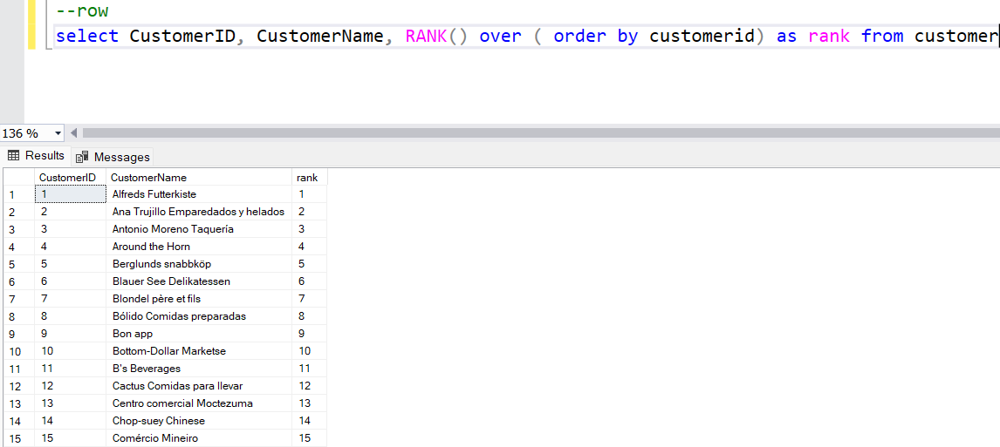 --row
select CustomerID, CustomerName, RANK() over ( order by customerid) as rank from customer
136 %
Results Messages
CustomerID CustomerName rank
1 1 Alfreds Futterkiste 1
2 2 Ana Trujillo Emparedados y helados 2
3 3 Antonio Moreno Taquería 3
4 4 Around the Horn 4
5 5 Berglunds snabbköp 5
6 6 Blauer See Delikatessen 6
7 7 Blondel père et fils 7
8 8 Bólido Comidas preparadas 8
9 9 Bon app 9
10 10 Bottom-Dollar Marketse 10
11 11 B's Beverages 11
12 12 Cactus Comidas para llevar 12
13 13 Centro comercial Moctezuma 13
14 14 Chop-suey Chinese 14
15 15 Comércio Mineiro 15